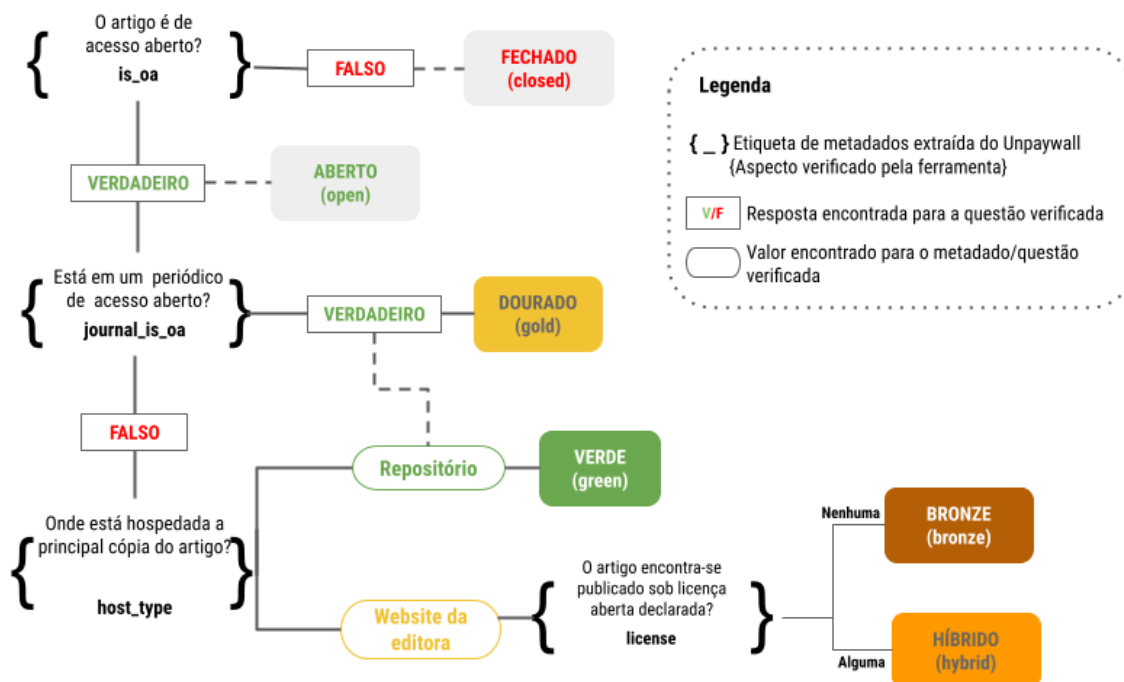 O artigo é de
acesso aberto?
is_oa
FALSO
FECHADO
(closed)
VERDADEIRO
ABERTO
(open)
Legenda
{ _ } Etiqueta de metadados extraída do Unpaywall
{Aspecto verificado pela ferramenta}
V/F Resposta encontrada para a questão verificada
Valor encontrado para o metadado/questão
verificada
Está em um periódico
de acesso aberto?
journal_is_oa
VERDADEIRO
DOURADO
(gold)
FALSO
Onde está hospedada a
principal cópia do artigo?
host_type
Repositório
VERDE
(green)
Website da
editora
O artigo encontra-se
publicado sob licença
aberta declarada?
license
Nenhuma
BRONZE
(bronze)
Alguma
HÍBRIDO
(hybrid)